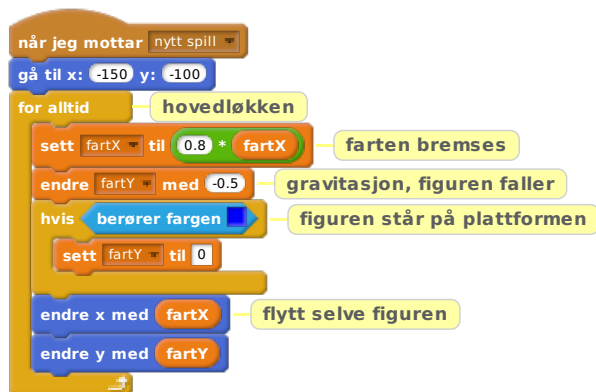 når jeg mottar nytt spill
gå til x: -150 y: -100
for alltid hovedløkken
sett fartX til 0.8 * fartX farten bremses
endre fartY med -0.5 gravitasjon, figuren faller
hvis berører fargen figuren står på plattformen
sett fartY til 0
endre x med fartX flytt selve figuren
endre y med fartY